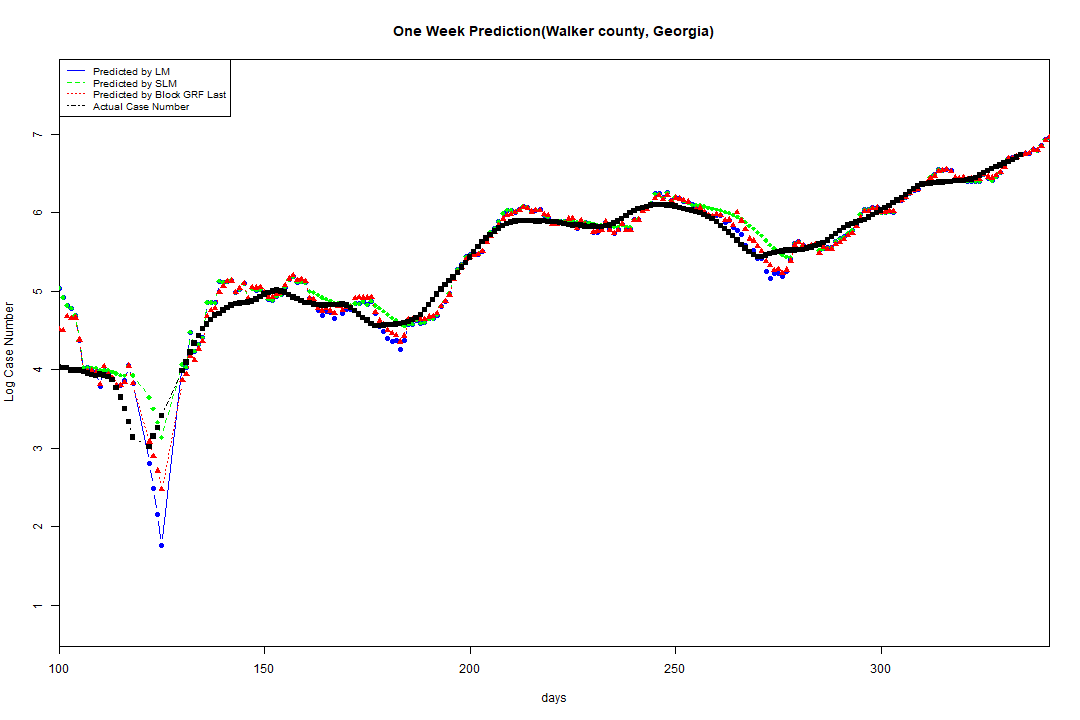 One Week Prediction(Walker county, Georgia)
Predicted by LM
Predicted by SLM
Predicted by Block GRF Last
Actual Case Number
7
6
5
4
3
2
1
Log Case Number
100 150 200 250 300
days